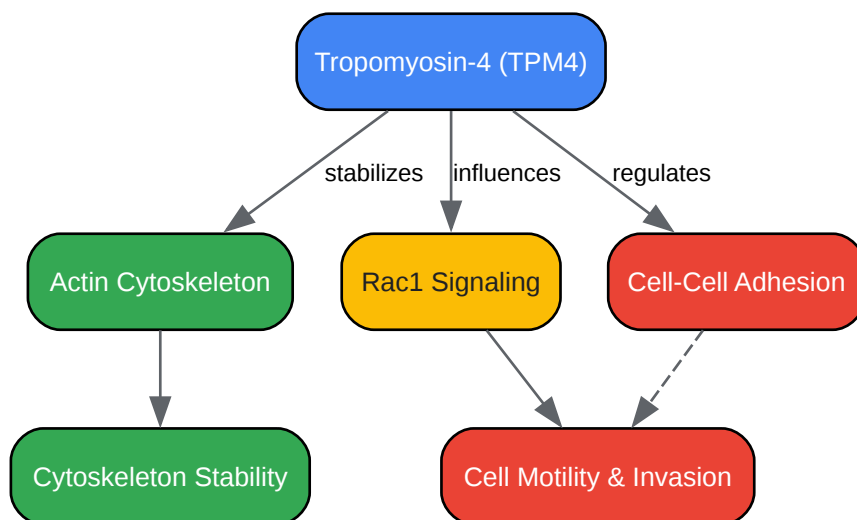 Tropomyosin-4 (TPM4)
stabilizes
influences
regulates
Actin Cytoskeleton
Rac1 Signaling
Cell-Cell Adhesion
Cytoskeleton Stability
Cell Motility & Invasion